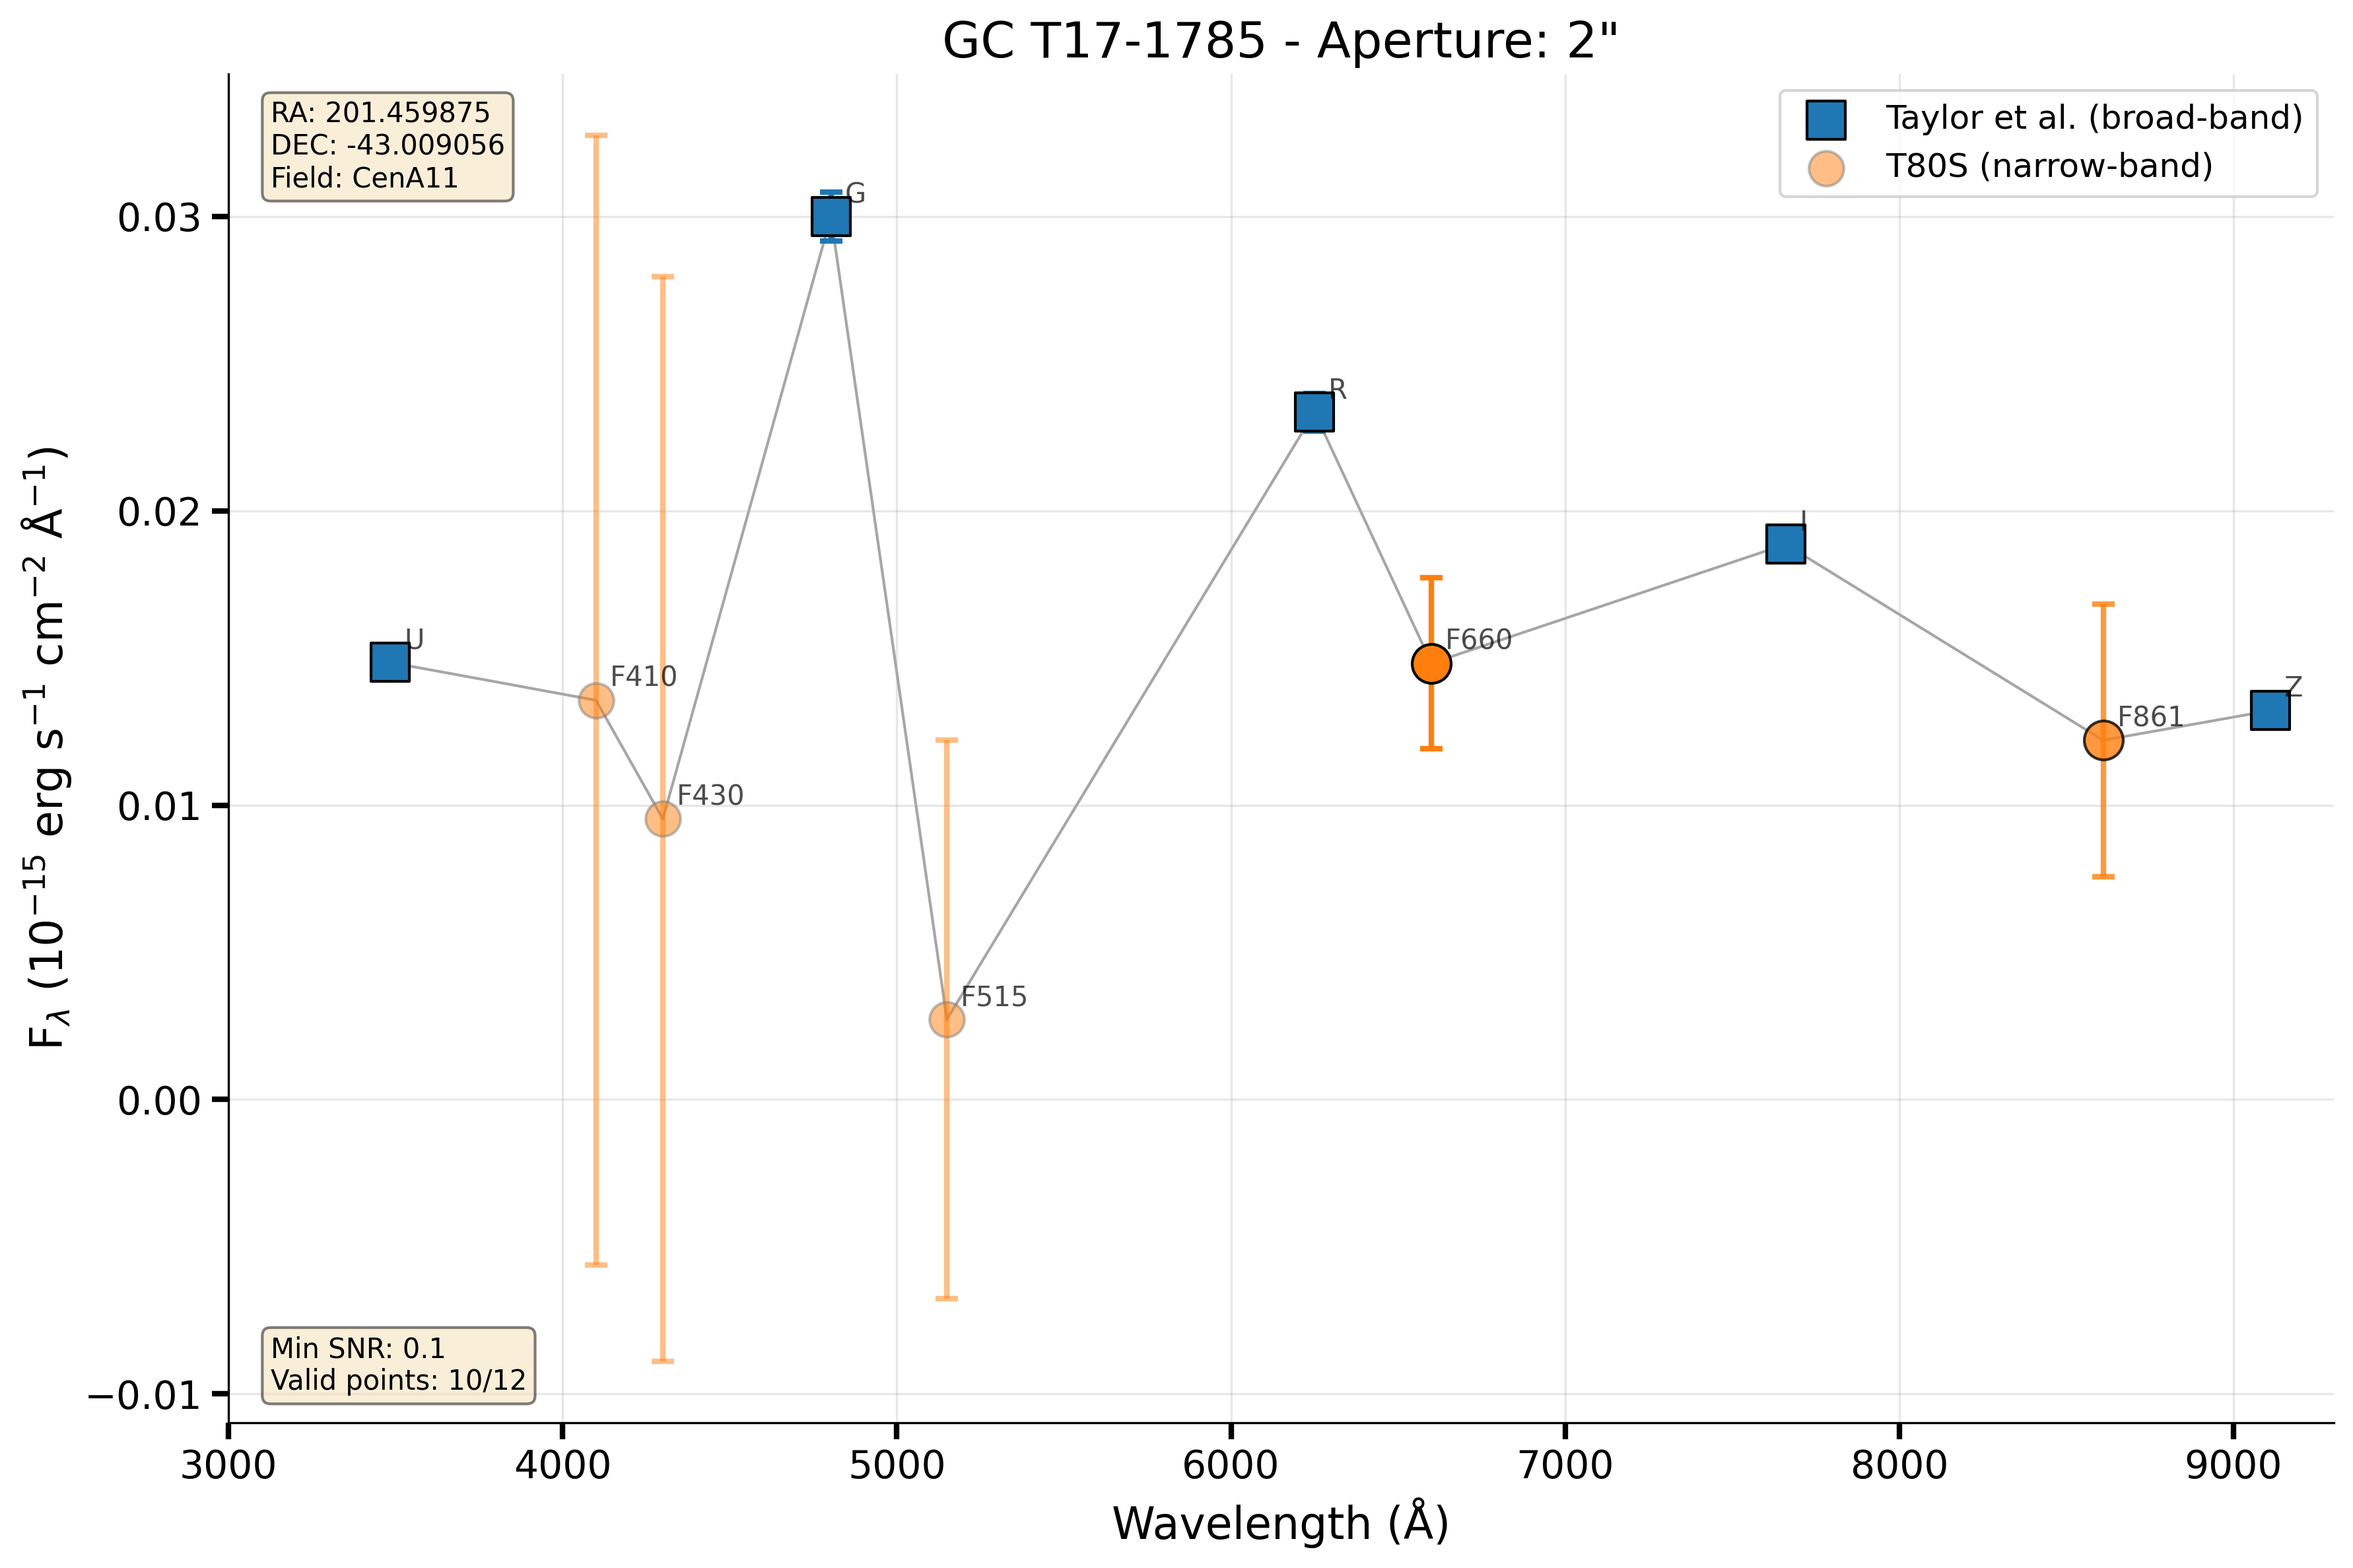 GC T17-1785 - Aperture: 2"
RA: 201.459875
DEC: -43.009056
Field: CenA11
Taylor et al. (broad-band)
T80S (narrow-band)
G
R
I
U
F660
F410
Z
F861
F430
F515
0.03
0.02
0.01
0.00
−0.01
F_λ (10⁻¹⁵ erg s⁻¹ cm⁻² Å⁻¹)
Min SNR: 0.1
Valid points: 10/12
3000 4000 5000 6000 7000 8000 9000
Wavelength (Å)